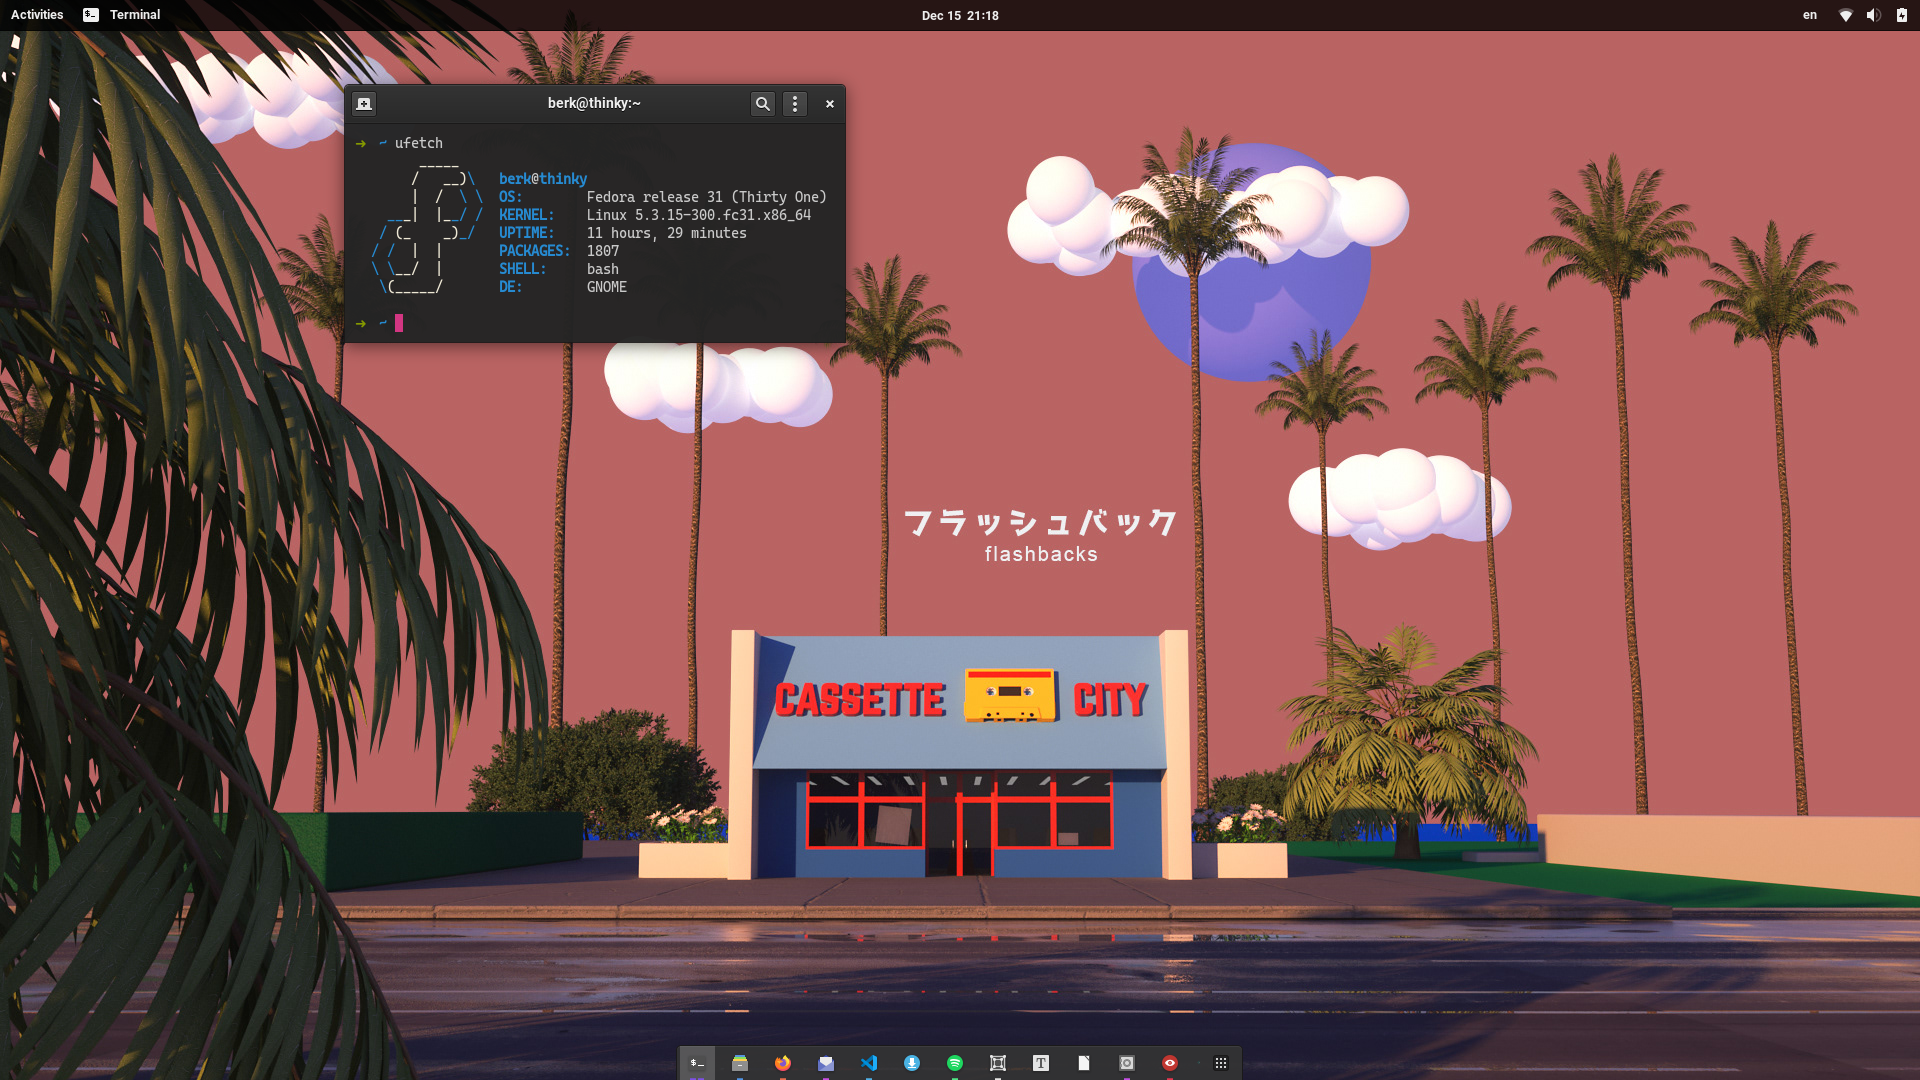 Activities Terminal Dec 15 21:18 en
berk@thinky:~
➜ ~ ufetch
berk@thinky
OS: Fedora release 31 (Thirty One)
KERNEL: Linux 5.3.15-300.fc31.x86_64
UPTIME: 11 hours, 29 minutes
PACKAGES: 1807
SHELL: bash
DE: GNOME
➜ ~
フラッシュバック
flashbacks
CASSETTE CITY